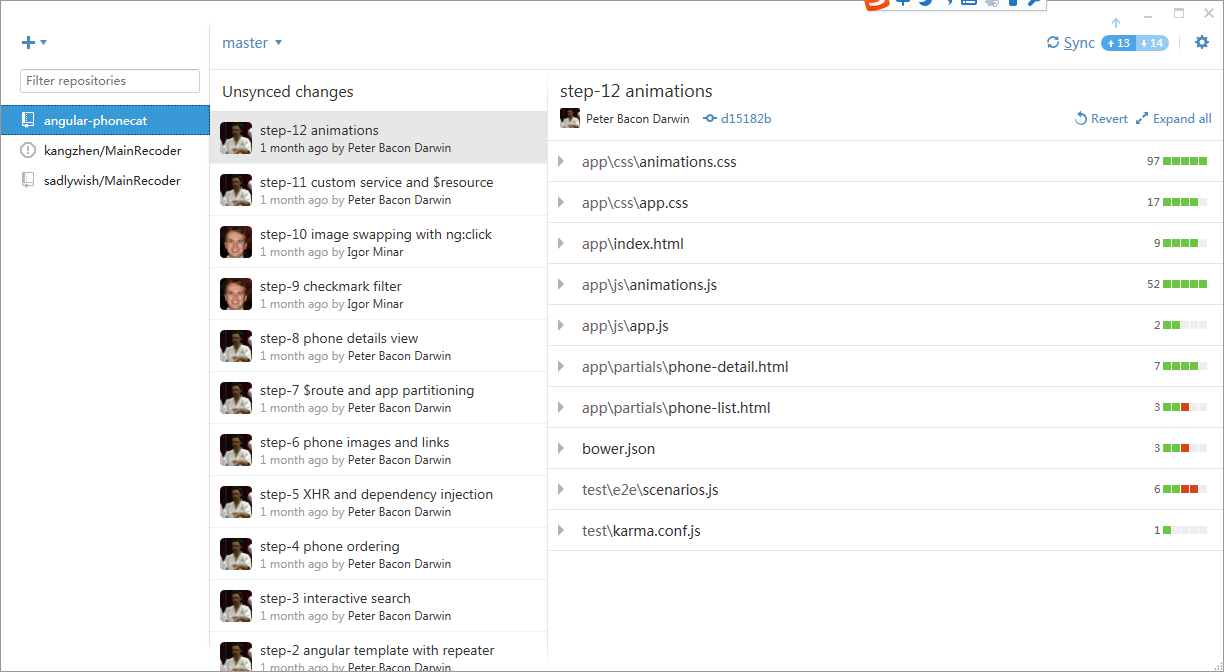 master
Sync
13
14
Filter repositories
angular-phonecat
kangzhen/MainRecoder
sadlywish/MainRecoder
Unsynced changes
step-12 animations
1 month ago by Peter Bacon Darwin
step-11 custom service and $resource
1 month ago by Peter Bacon Darwin
step-10 image swapping with ng:click
1 month ago by Igor Minar
step-9 checkmark filter
1 month ago by Igor Minar
step-8 phone details view
1 month ago by Peter Bacon Darwin
step-7 $route and app partitioning
1 month ago by Peter Bacon Darwin
step-6 phone images and links
1 month ago by Peter Bacon Darwin
step-5 XHR and dependency injection
1 month ago by Peter Bacon Darwin
step-4 phone ordering
1 month ago by Peter Bacon Darwin
step-3 interactive search
1 month ago by Peter Bacon Darwin
step-2 angular template with repeater
1 month ago by Peter Bacon Darwin
step-12 animations
Peter Bacon Darwin d15182b
Revert Expand all
app\css\animations.css 97
app\css\app.css 17
app\index.html 9
app\js\animations.js 52
app\js\app.js 2
app\partials\phone-detail.html 7
app\partials\phone-list.html 3
bower.json 3
test\e2e\scenarios.js 6
test\karma.conf.js 1